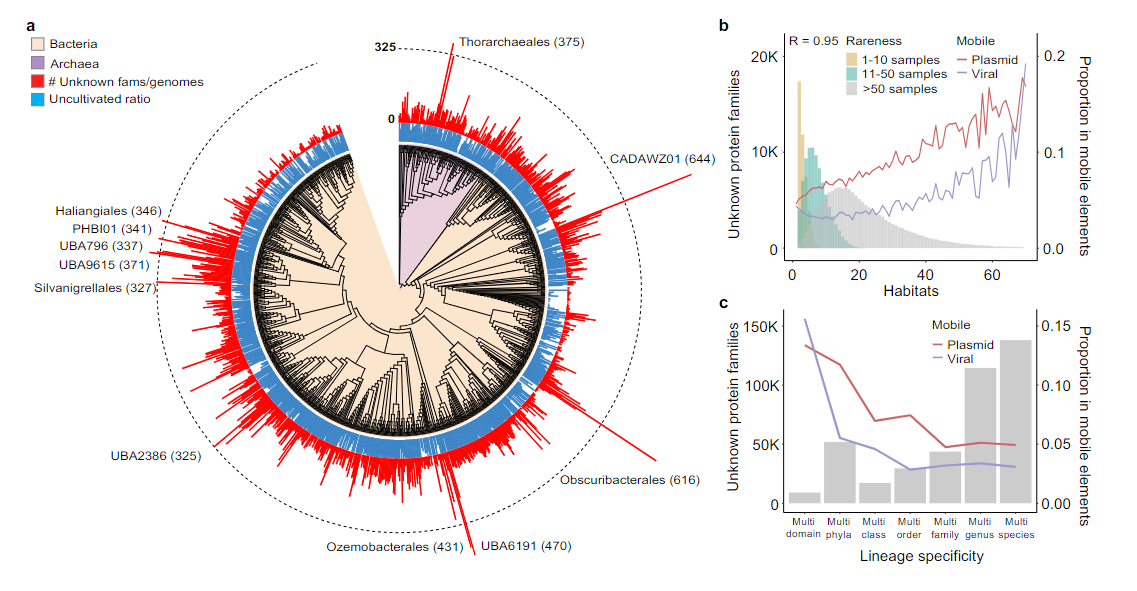 a
Bacteria
Archaea
# Unknown fams/genomes
Uncultivated ratio
325
0
Thorarchaeales (375)
CADAWZ01 (644)
Haliangiales (346)
PHBI01 (341)
UBA796 (337)
UBA9615 (371)
Silvanigrellales (327)
UBA2386 (325)
Obscuribacterales (616)
Ozemobacterales (431)
UBA6191 (470)
b
R = 0.95
Rareness
1-10 samples
11-50 samples
>50 samples
Mobile
Plasmid
Viral
Unknown protein families
20K
10K
0
0.2
0.1
0.0
Proportion in mobile elements
0
20
40
60
Habitats
c
Mobile
Plasmid
Viral
Unknown protein families
150K
100K
50K
0
0.15
0.10
0.05
0.00
Proportion in mobile elements
Multi domain
Multi phyla
Multi class
Multi order
Multi family
Multi genus
Multi species
Lineage specificity